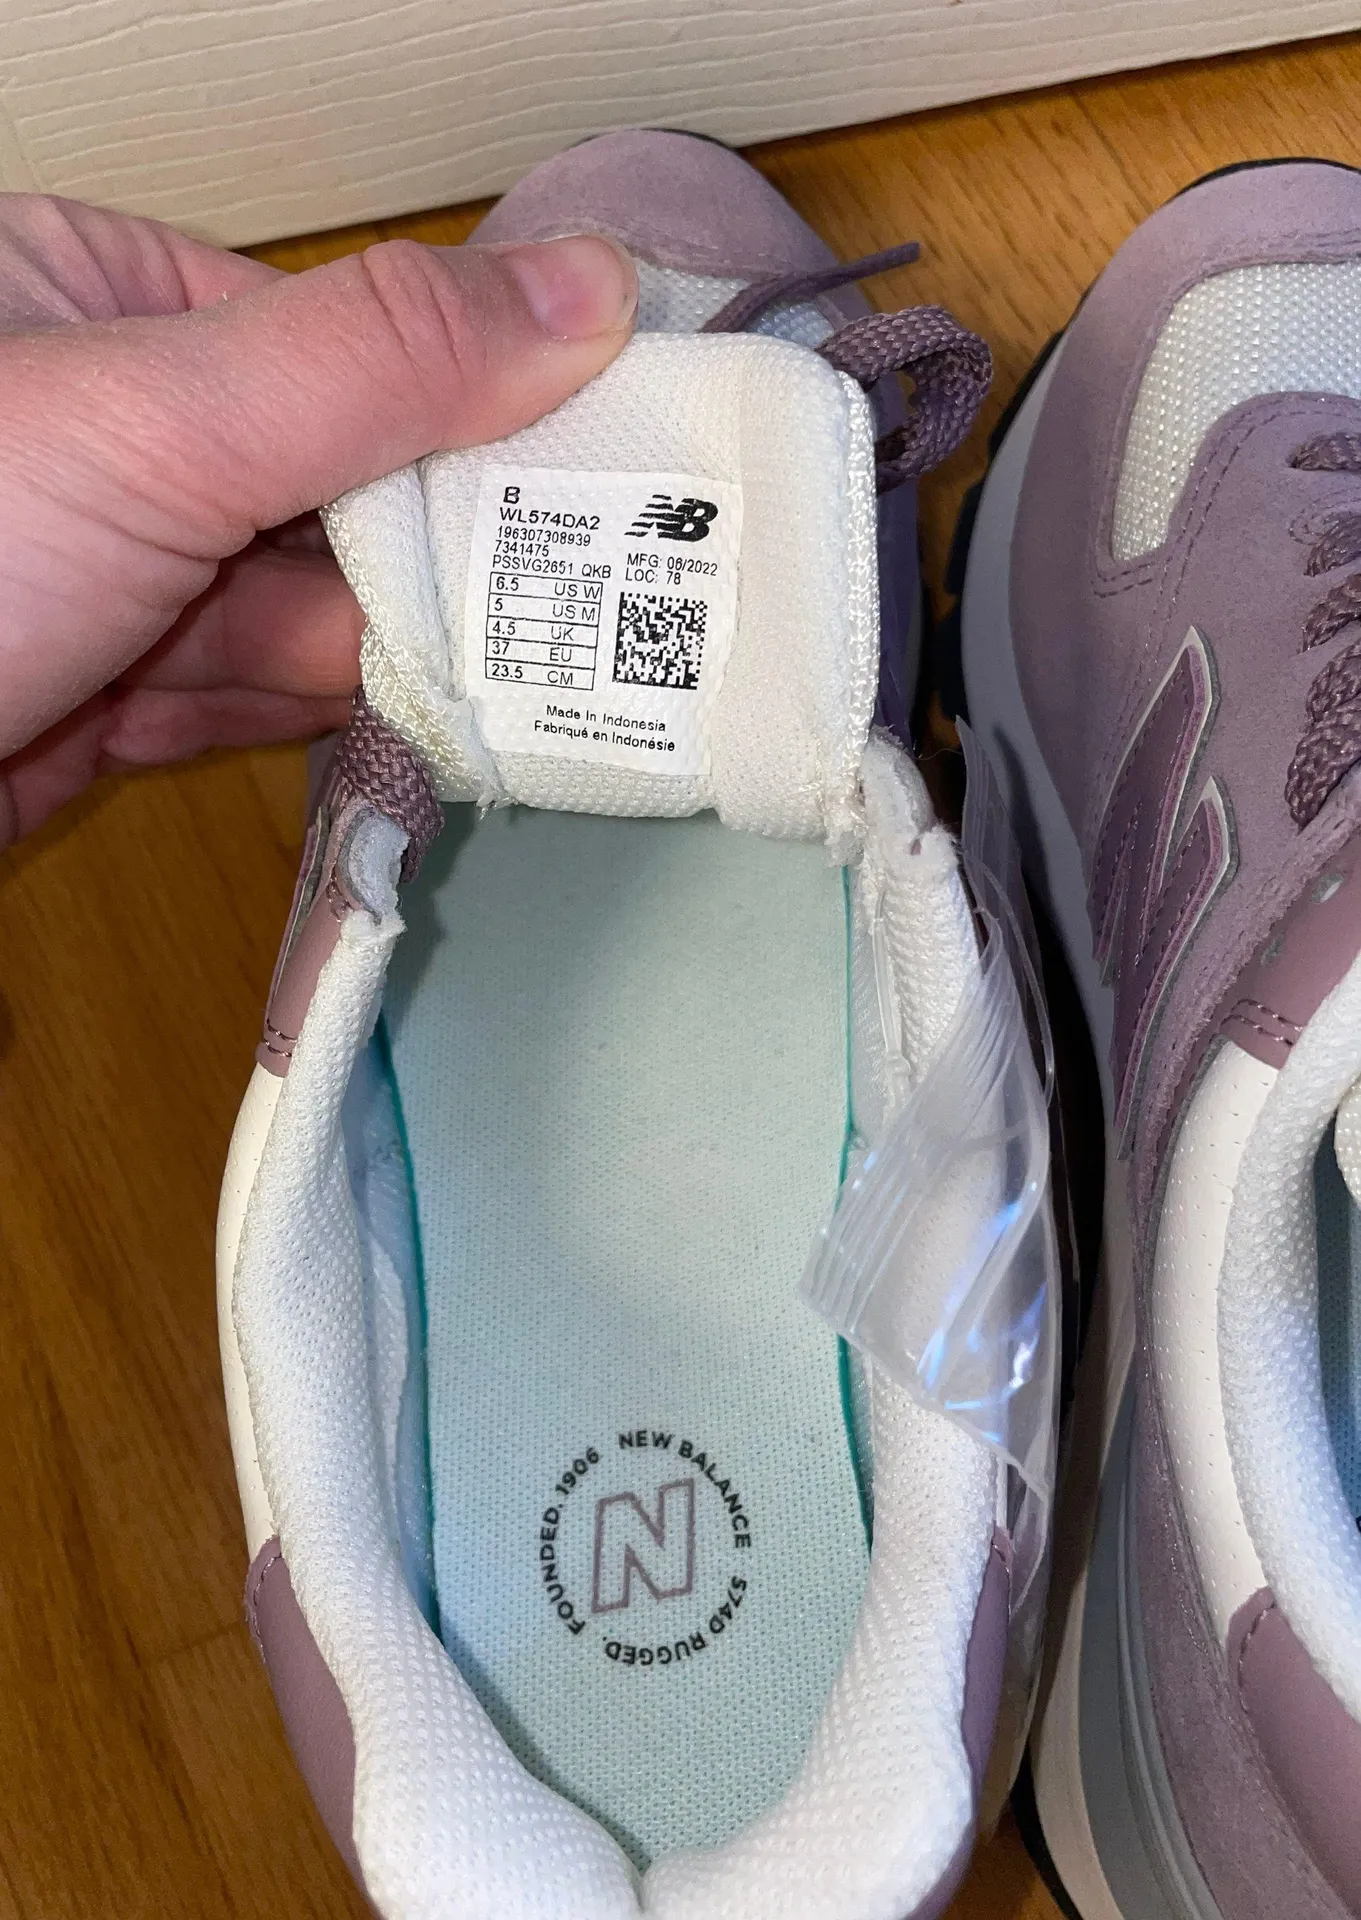 B
WL574DA2
196307308939
7341475
PSSVG2651 QKB
6.5 US W
5 US M
4.5 UK
37 EU
23.5 CM
NB
MFG: 06/2022
LOC: 78
Made In Indonesia
Fabriqué en Indonésie
NEW BALANCE 574D RUGGED. FOUNDED. 1906
N